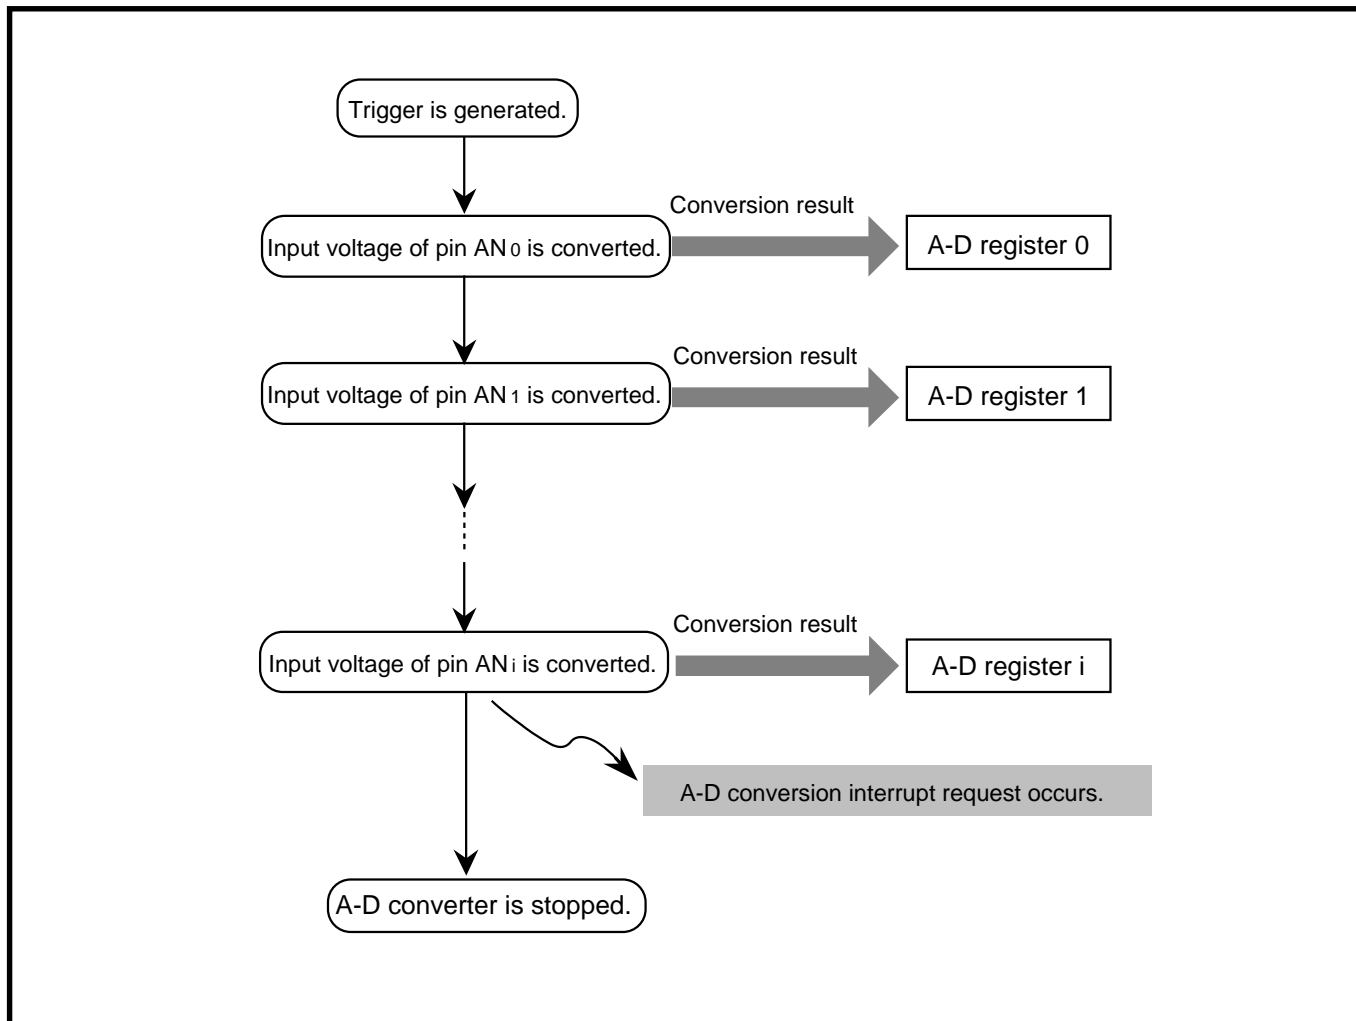 Trigger is generated.
Conversion result
Input voltage of pin AN0 is converted.
A-D register 0
Conversion result
Input voltage of pin AN1 is converted.
A-D register 1
Conversion result
Input voltage of pin ANi is converted.
A-D register i
A-D conversion interrupt request occurs.
A-D converter is stopped.